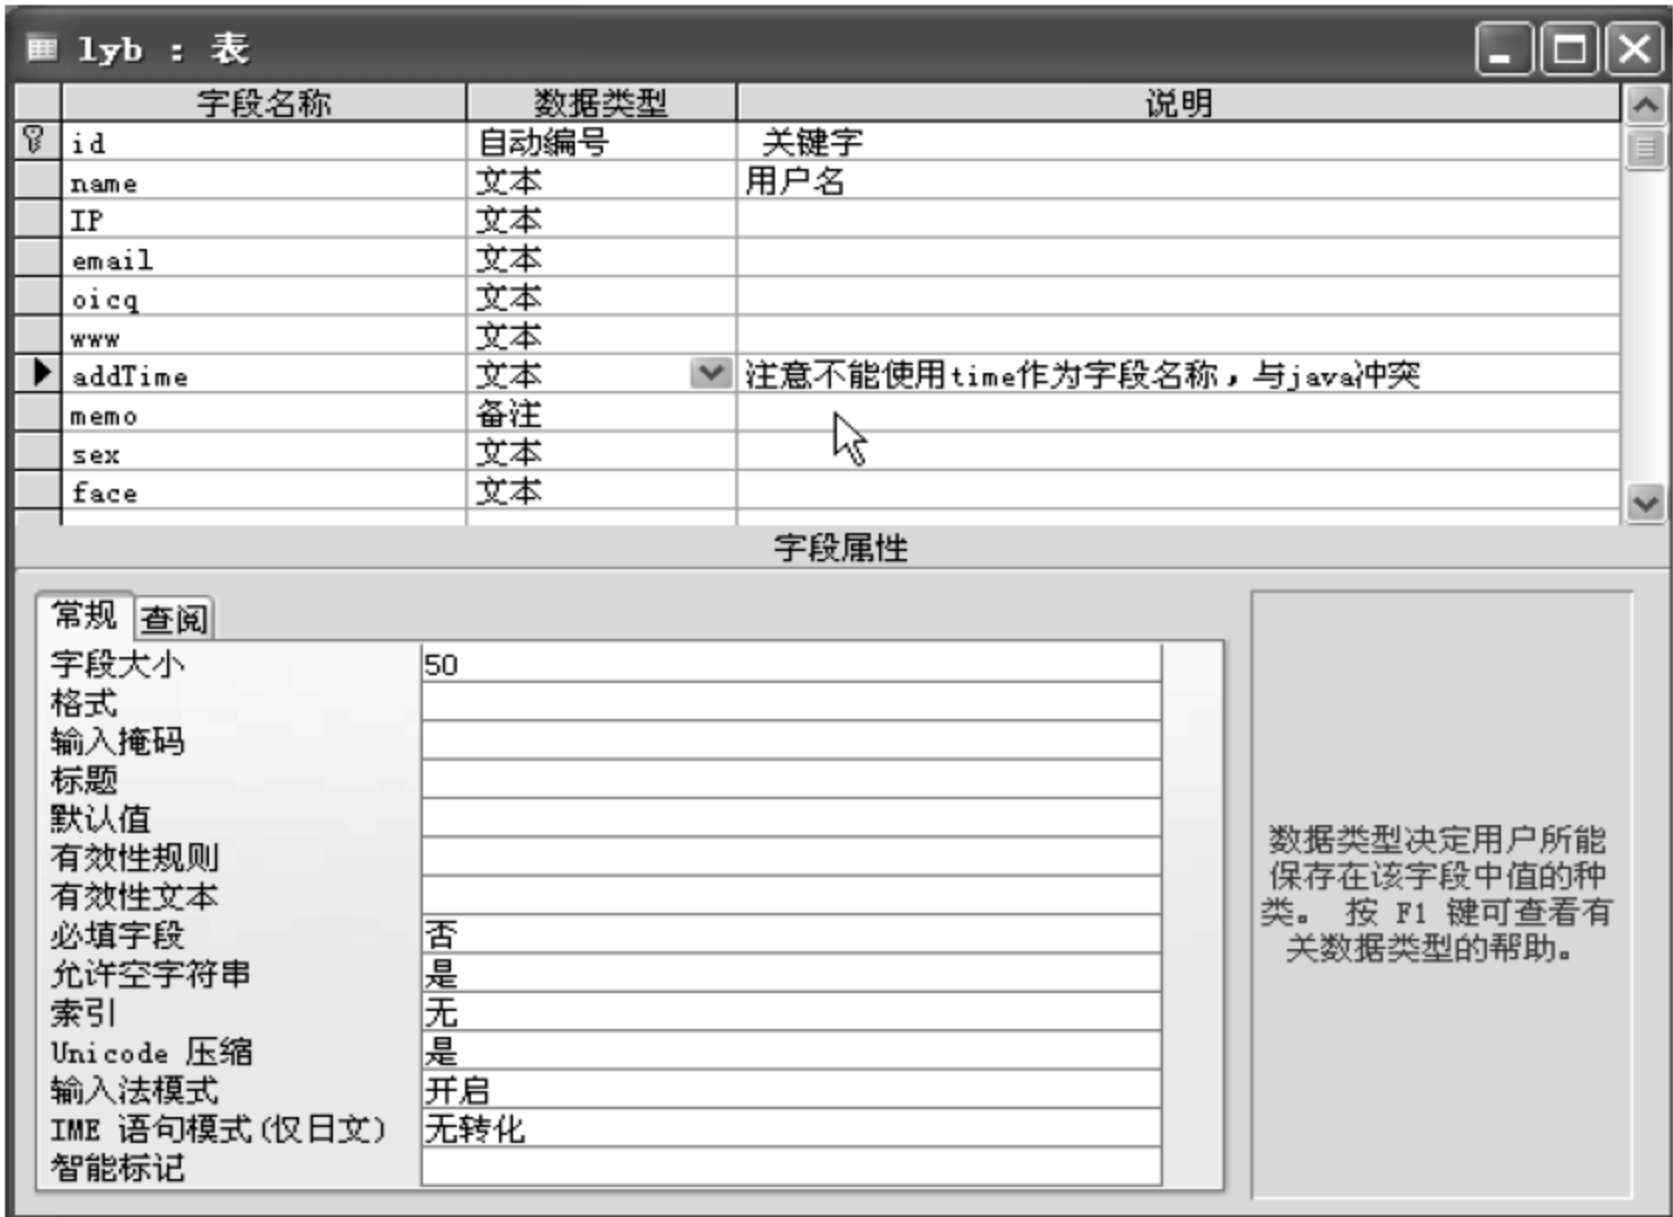 lyb : 表
字段名称 数据类型 说明
id 自动编号 关键字
name 文本 用户名
IP 文本
email 文本
oicq 文本
www 文本
addTime 文本 注意不能使用time作为字段名称，与java冲突
memo 备注
sex 文本
face 文本
字段属性
常规 查阅
字段大小 50
格式
输入掩码
标题
默认值
有效性规则
有效性文本
必填字段 否
允许空字符串 是
索引 无
Unicode 压缩 是
输入法模式 开启
IME 语句模式(仅日文) 无转化
智能标记
数据类型决定用户所能
保存在该字段中值的种
类。 按 F1 键可查看有
关数据类型的帮助。